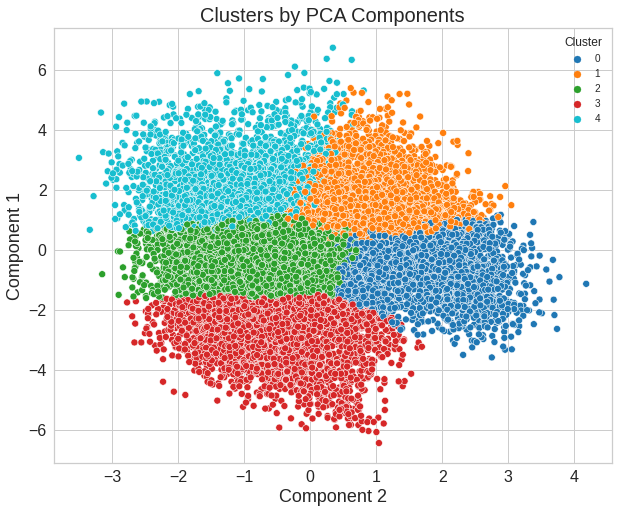 Clusters by PCA Components
Cluster
0
1
2
3
4
6
4
2
0
−2
−4
−6
Component 1
−3 −2 −1 0 1 2 3 4
Component 2